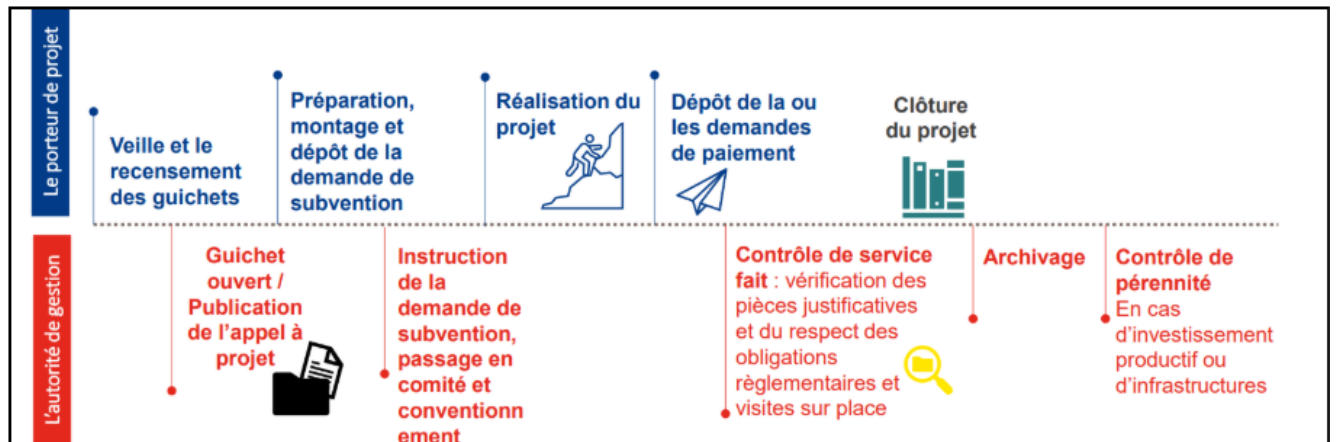 Le porteur de projet
Veille et le
recensement
des guichets
Préparation,
montage et
dépôt de la
demande de
subvention
Réalisation du
projet
Dépôt de la ou
les demandes
de paiement
Clôture
du projet
L'autorité de gestion
Guichet
ouvert /
Publication
de l'appel à
projet
Instruction
de la
demande de
subvention,
passage en
comité et
conventionn
ement
Contrôle de service
fait : vérification des
pièces justificatives
et du respect des
obligations
règlementaires et
visites sur place
Archivage
Contrôle de
pérennité
En cas
d'investissement
productif ou
d'infrastructures